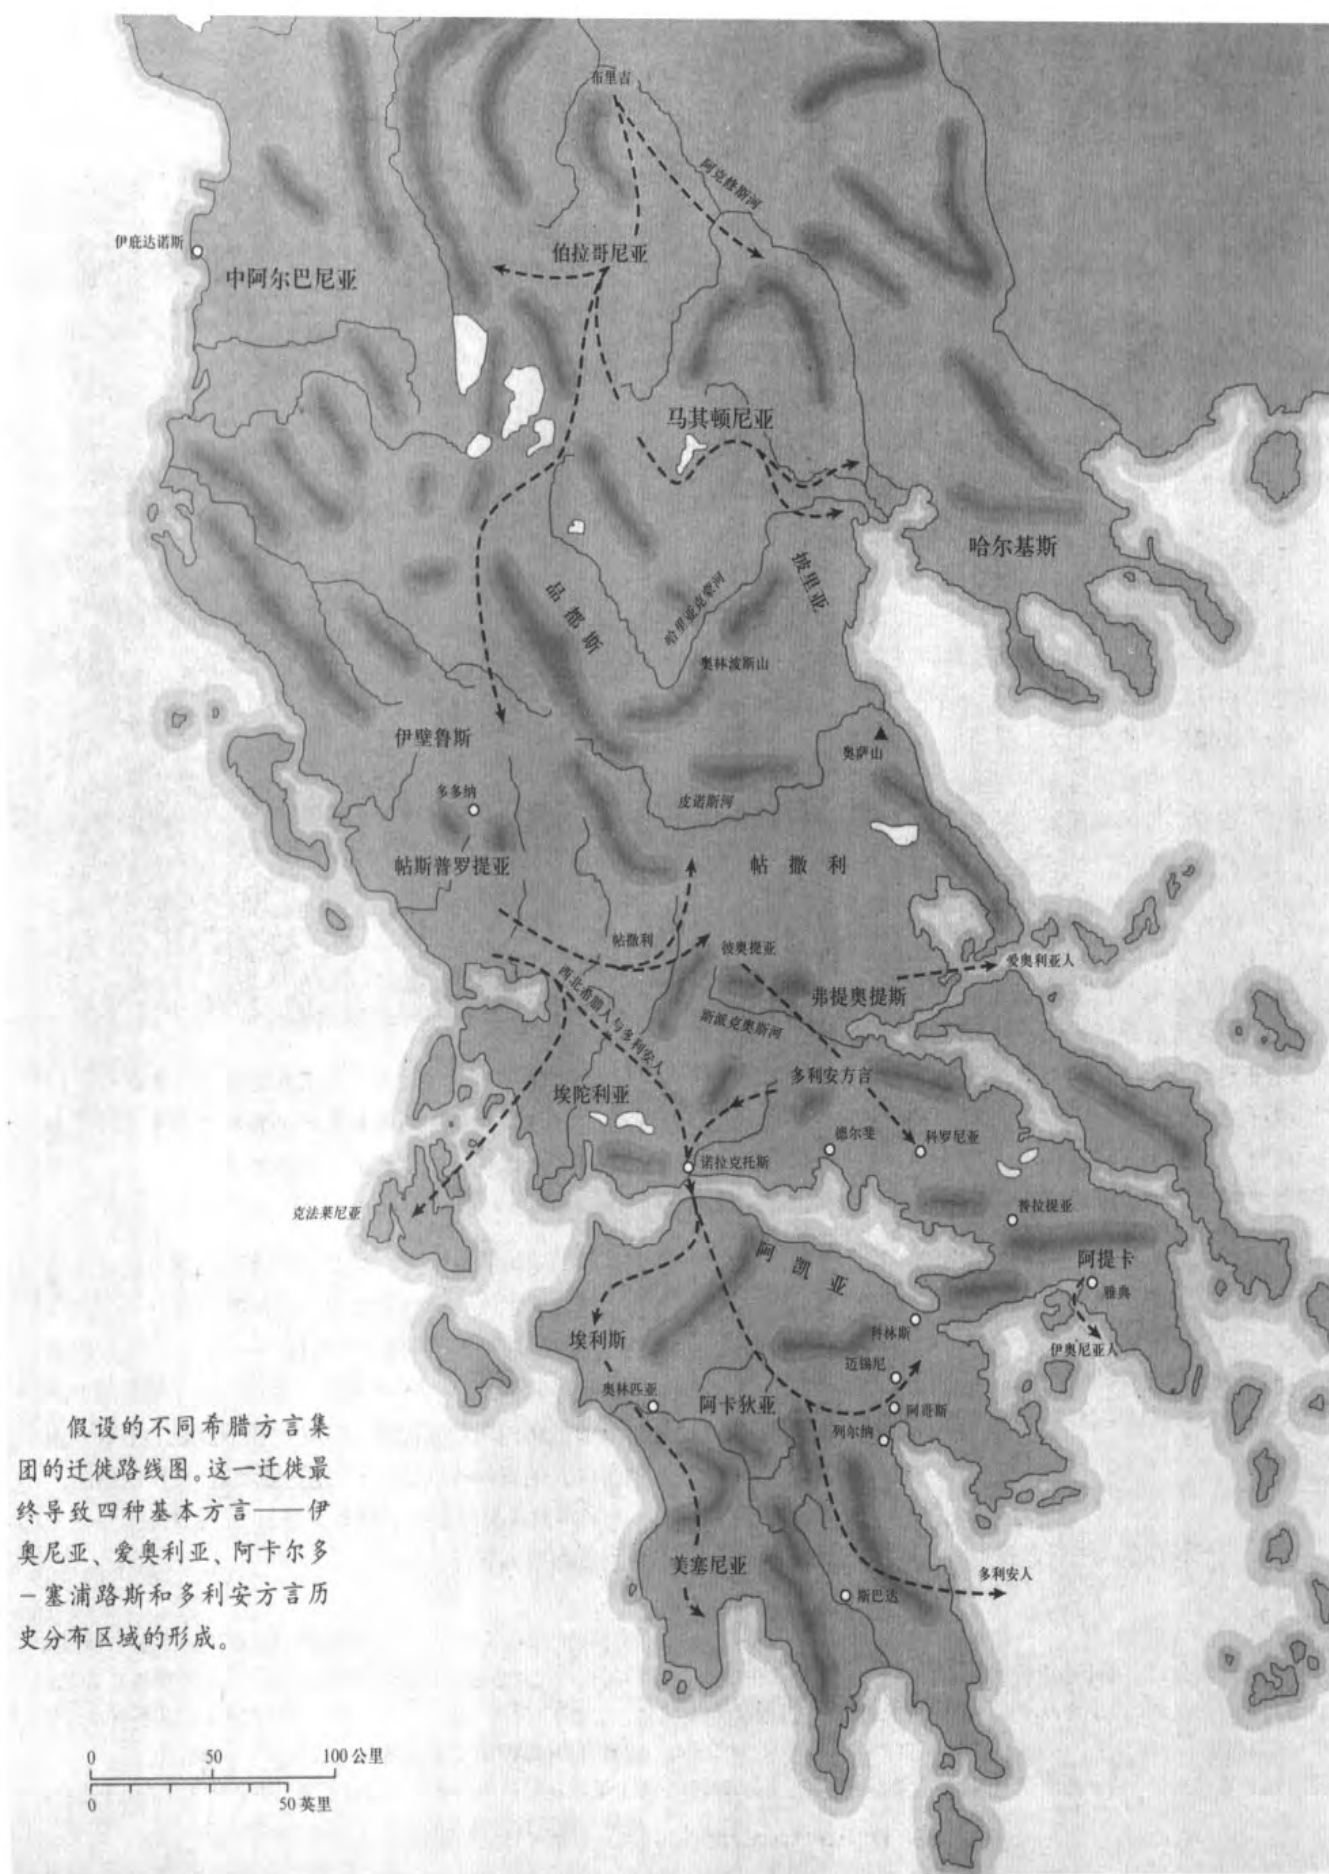 布里吉
阿克修斯河
伊庇达诺斯
伯拉哥尼亚
中阿尔巴尼亚
马其顿尼亚
哈尔基斯
披里亚
品都斯
哈里亚克蒙河
奥林波斯山
伊壁鲁斯
奥萨山
多多纳
皮诺斯河
帖斯普罗提亚
帖撒利
帖撒利
彼奥提亚
爱奥利亚人
弗提奥提斯
西北希腊人与多利安人
斯派克奥斯河
多利安方言
埃陀利亚
德尔斐
科罗尼亚
诺拉克托斯
克法莱尼亚
普拉提亚
阿凯亚
阿提卡
雅典
科林斯
埃利斯
伊奥尼亚人
迈锡尼
奥林匹亚
阿卡狄亚
阿哥斯
列尔纳
假设的不同希腊方言集
团的迁徙路线图。这一迁徙最
终导致四种基本方言——伊
奥尼亚、爱奥利亚、阿卡尔多
－塞浦路斯和多利安方言历
史分布区域的形成。
美塞尼亚
多利安人
斯巴达
0 50 100 公里
0 50 英里